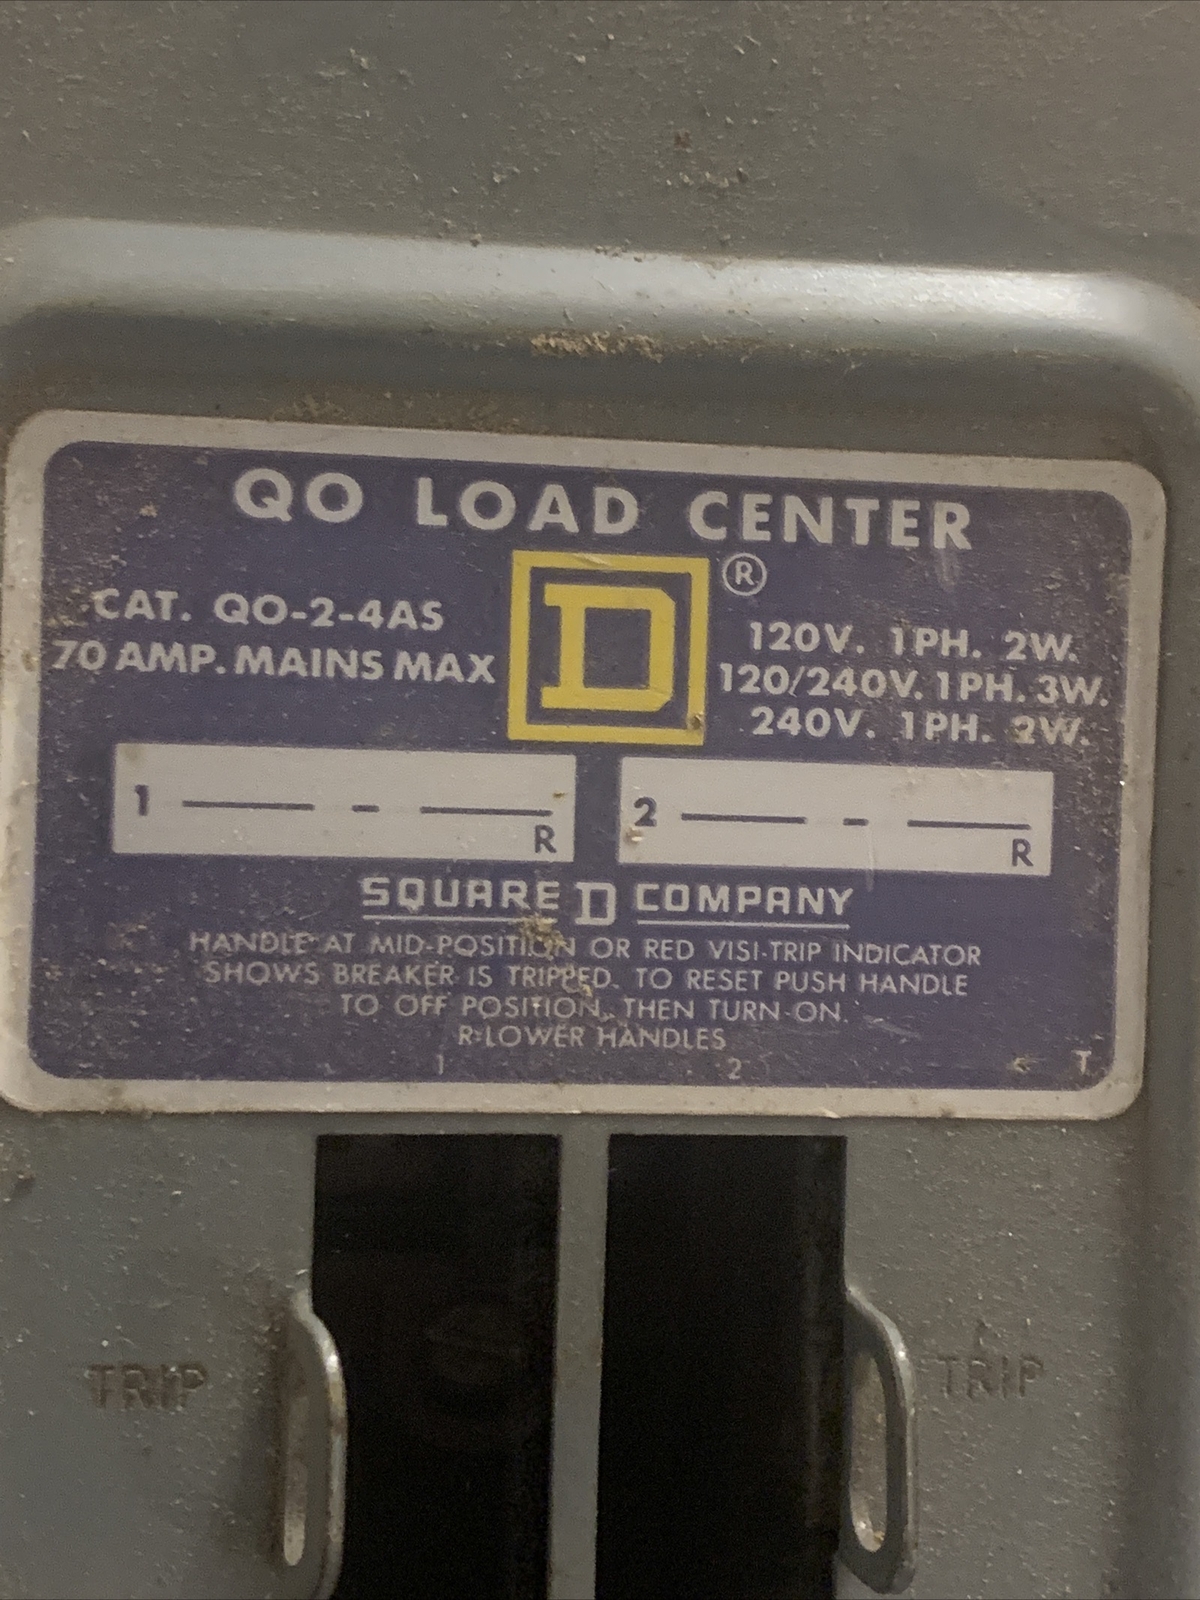 QO LOAD CENTER
D ®
CAT. QO-2-4AS
70 AMP. MAINS MAX
120V. 1PH. 2W.
120/240V. 1PH. 3W.
240V. 1PH. 2W.
1 — - — R
2 — - — R
SQUARE D COMPANY
HANDLE AT MID-POSITION OR RED VISI-TRIP INDICATOR
SHOWS BREAKER IS TRIPPED. TO RESET PUSH HANDLE
TO OFF POSITION, THEN TURN ON.
R-LOWER HANDLES
1 2 T
TRIP TRIP